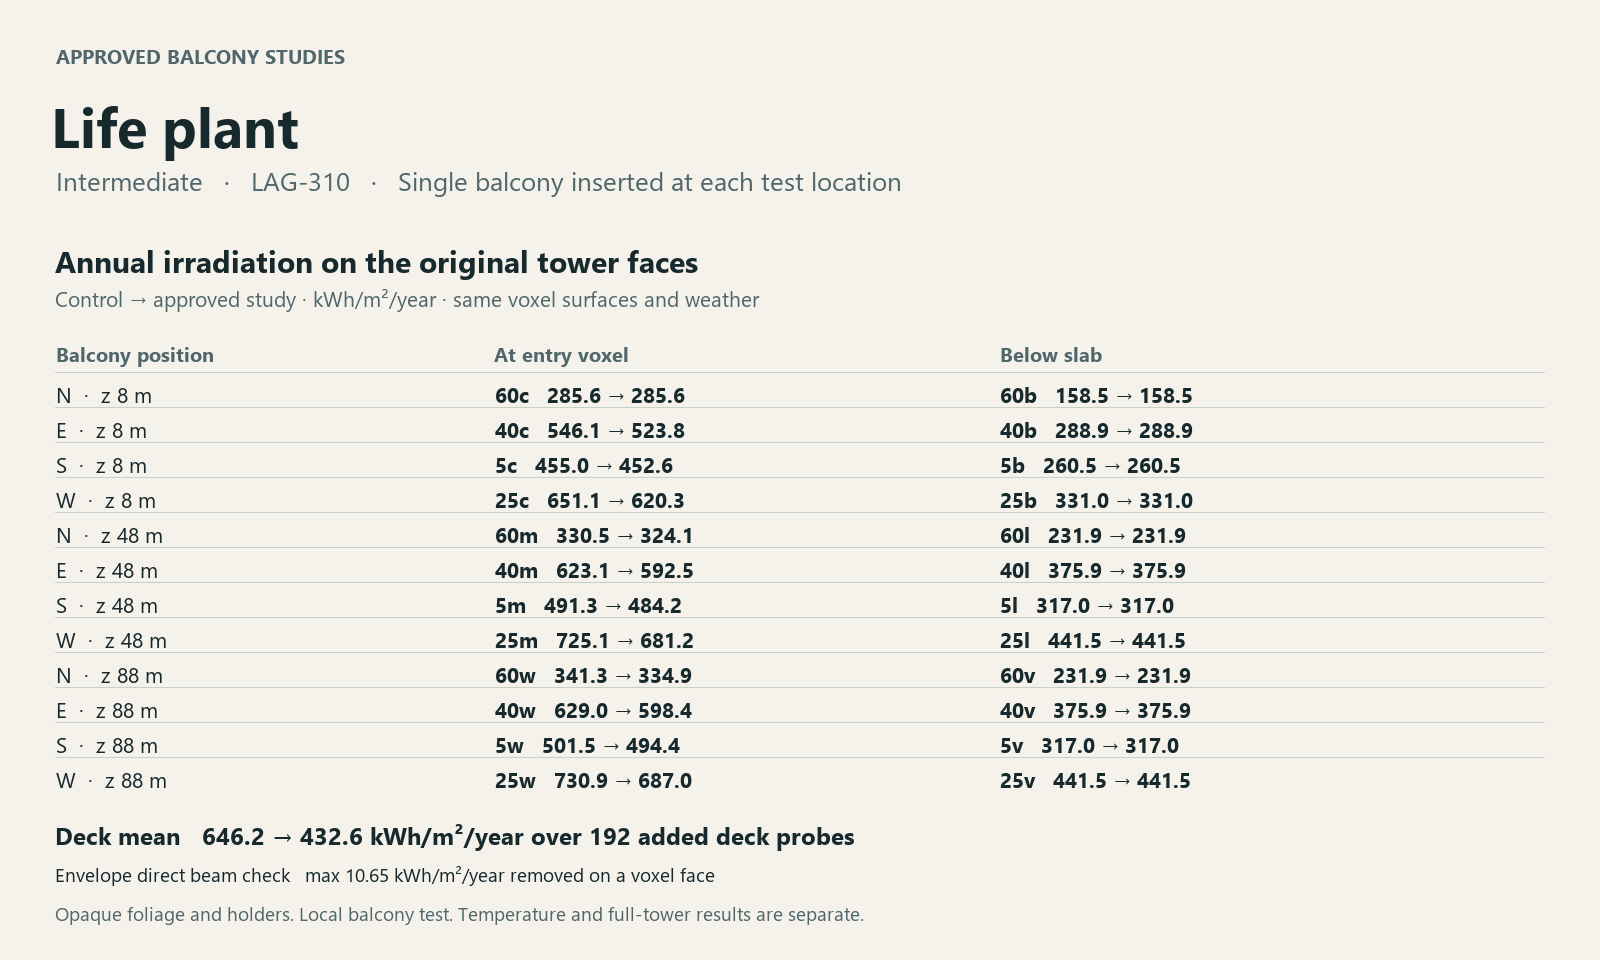 APPROVED BALCONY STUDIES
Life plant
Intermediate · LAG-310 · Single balcony inserted at each test location
Annual irradiation on the original tower faces
Control → approved study · kWh/m²/year · same voxel surfaces and weather
Balcony position At entry voxel Below slab
N · z 8 m 60c 285.6 → 285.6 60b 158.5 → 158.5
E · z 8 m 40c 546.1 → 523.8 40b 288.9 → 288.9
S · z 8 m 5c 455.0 → 452.6 5b 260.5 → 260.5
W · z 8 m 25c 651.1 → 620.3 25b 331.0 → 331.0
N · z 48 m 60m 330.5 → 324.1 60l 231.9 → 231.9
E · z 48 m 40m 623.1 → 592.5 40l 375.9 → 375.9
S · z 48 m 5m 491.3 → 484.2 5l 317.0 → 317.0
W · z 48 m 25m 725.1 → 681.2 25l 441.5 → 441.5
N · z 88 m 60w 341.3 → 334.9 60v 231.9 → 231.9
E · z 88 m 40w 629.0 → 598.4 40v 375.9 → 375.9
S · z 88 m 5w 501.5 → 494.4 5v 317.0 → 317.0
W · z 88 m 25w 730.9 → 687.0 25v 441.5 → 441.5
Deck mean 646.2 → 432.6 kWh/m²/year over 192 added deck probes
Envelope direct beam check max 10.65 kWh/m²/year removed on a voxel face
Opaque foliage and holders. Local balcony test. Temperature and full-tower results are separate.